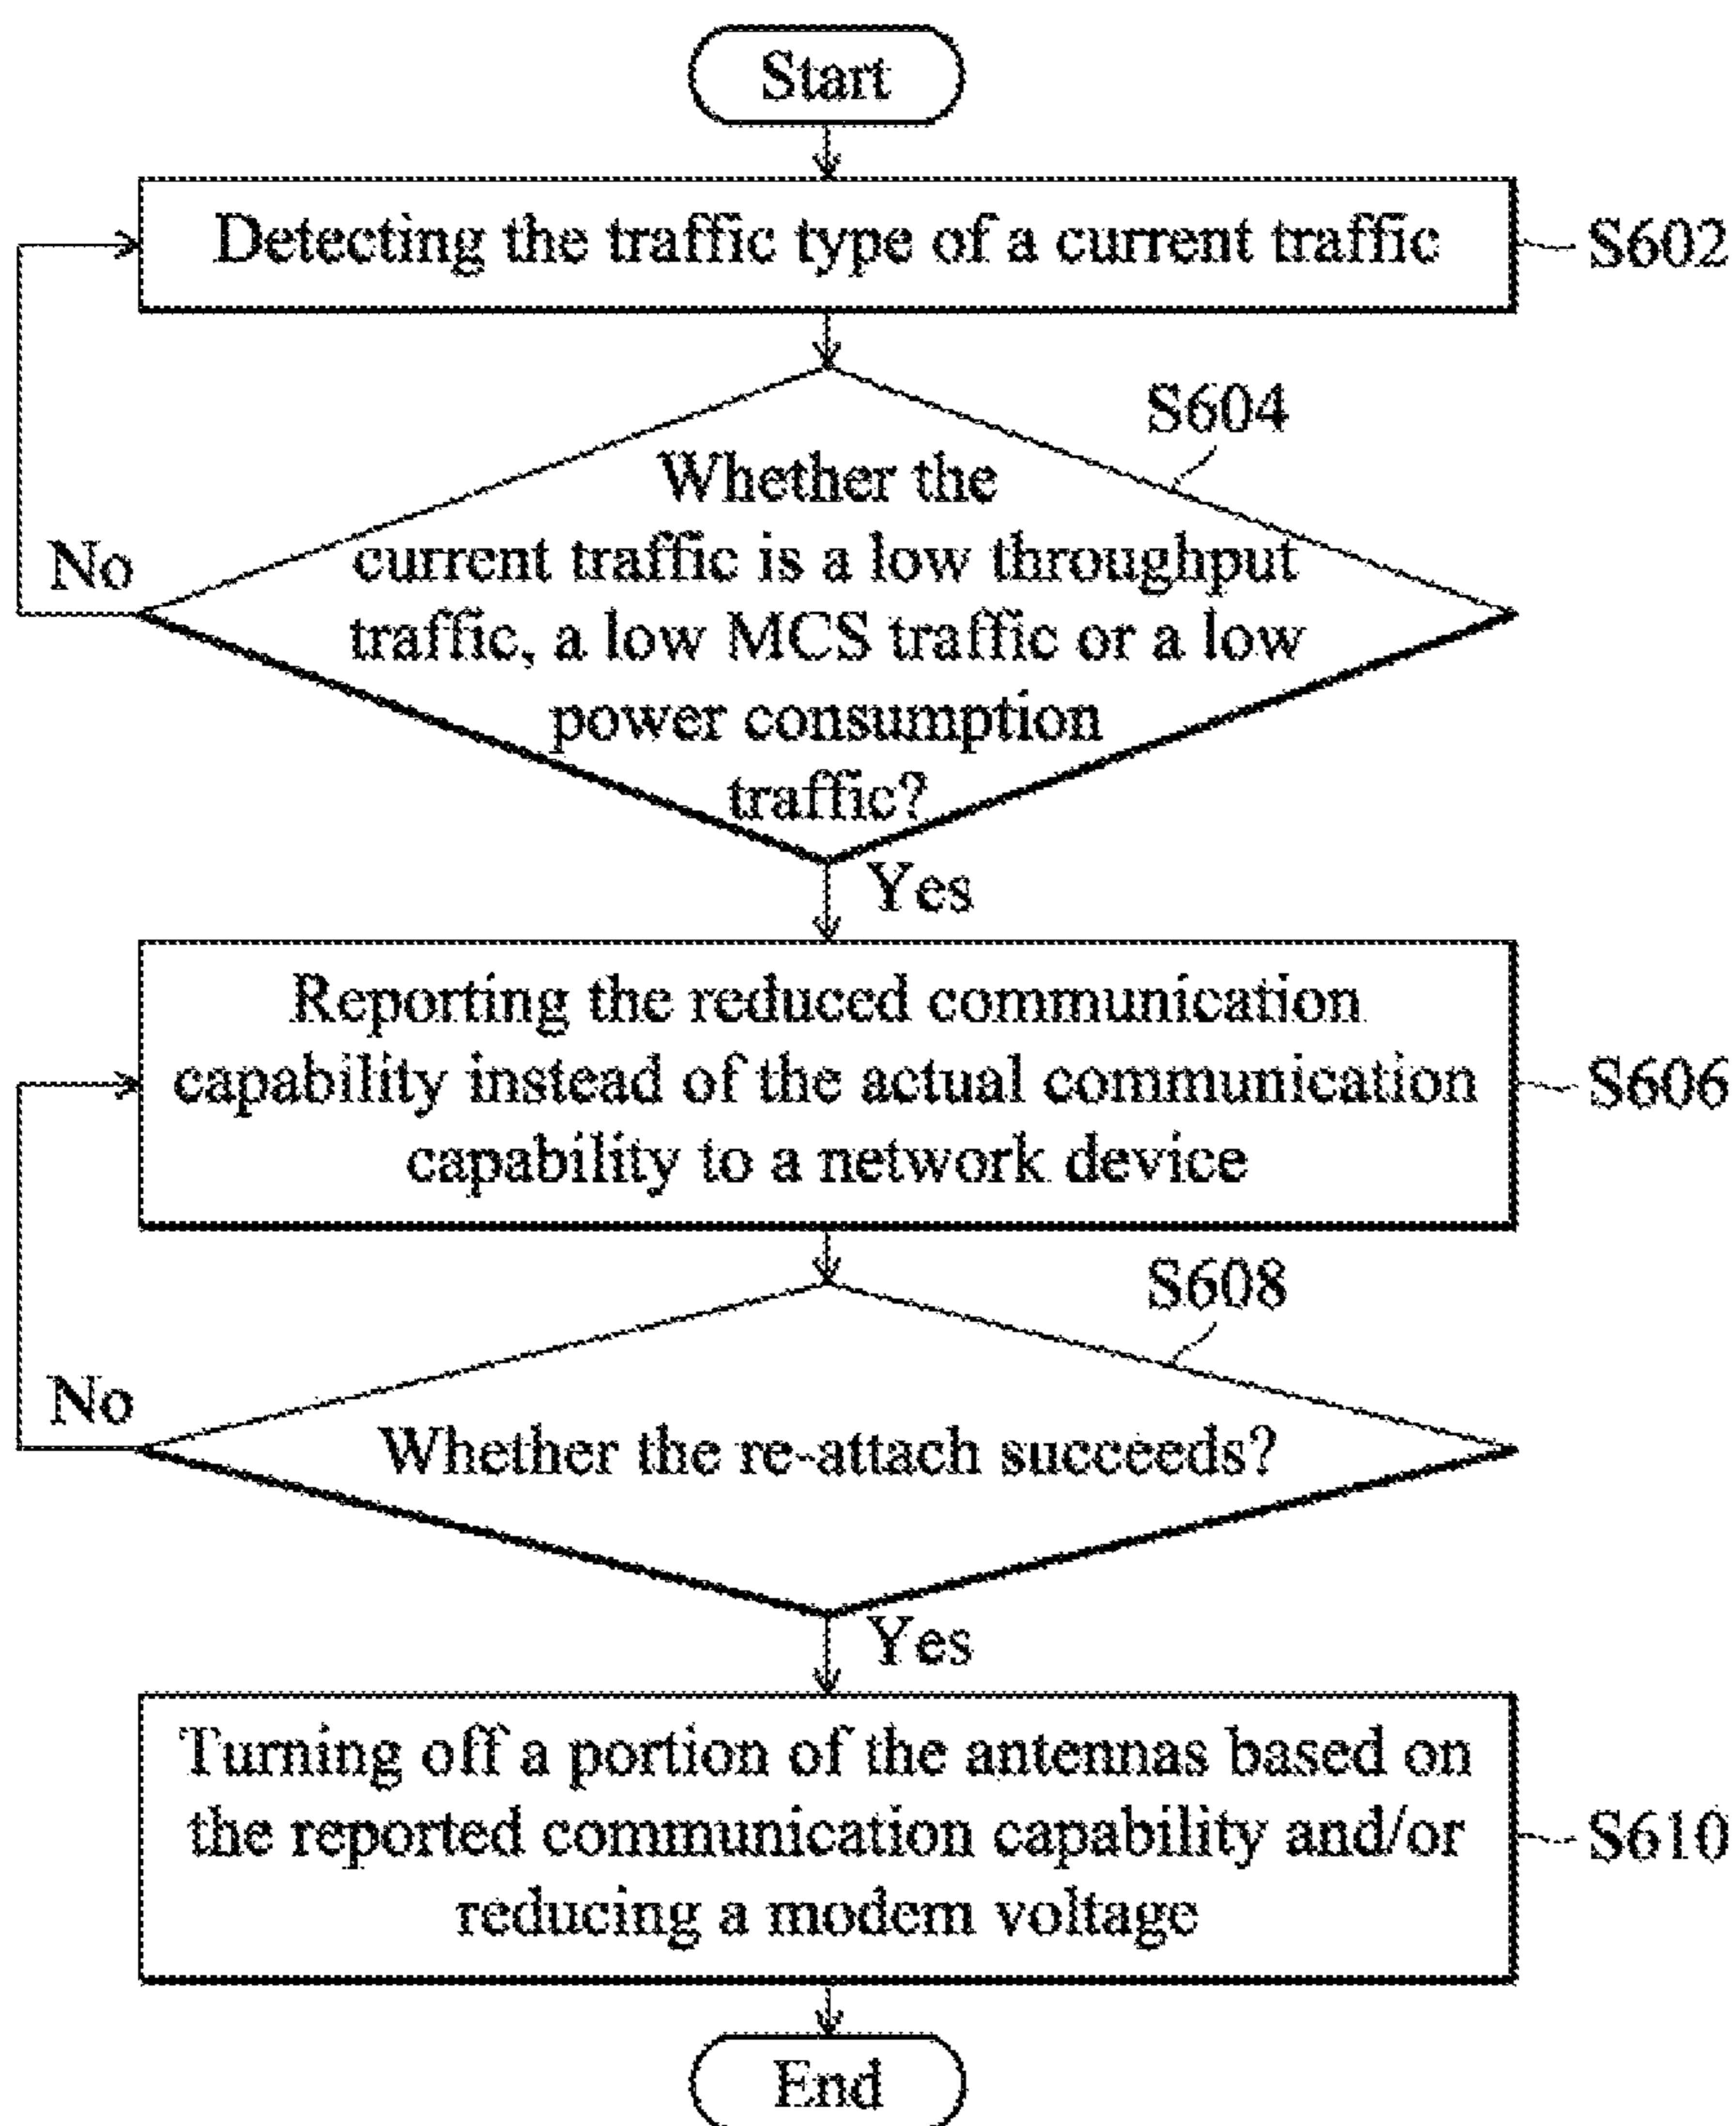 Start
Detecting the traffic type of a current traffic
S602
S604
Whether the
current traffic is a low throughput
traffic, a low MCS traffic or a low
power consumption
traffic?
No
Yes
Reporting the reduced communication
capability instead of the actual communication
capability to a network device
S606
S608
Whether the re-attach succeeds?
No
Yes
Turning off a portion of the antennas based on
the reported communication capability and/or
reducing a modem voltage
S610
End